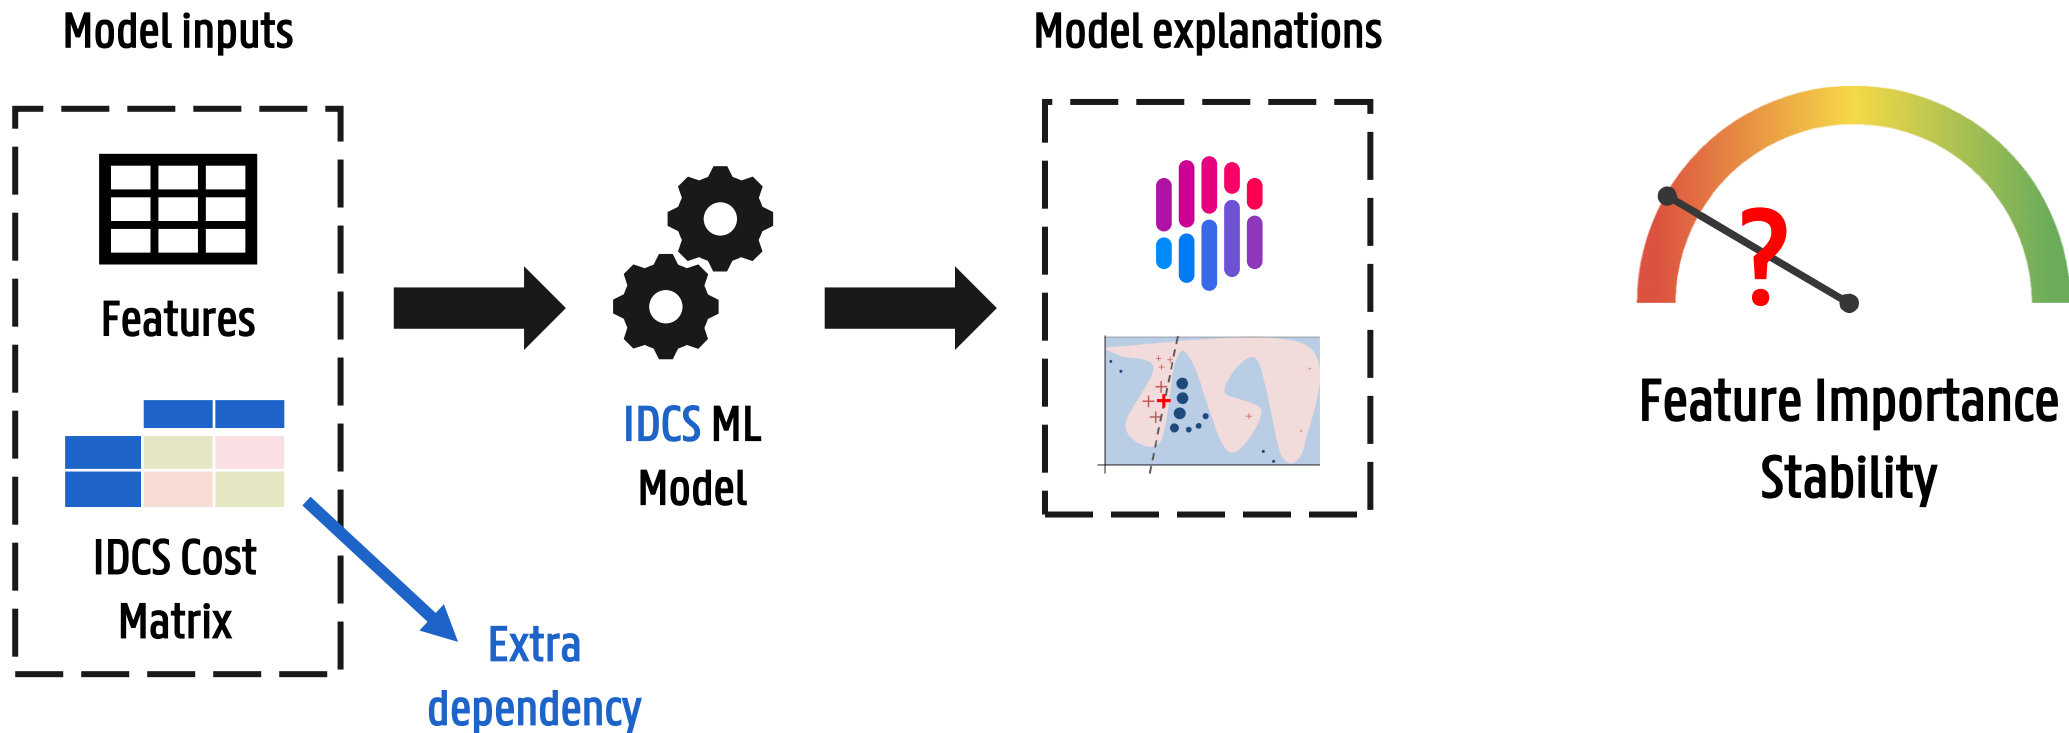 Model inputs
Model explanations
Features
IDCS Cost
Matrix
Extra
dependency
IDCS ML
Model
?
Feature Importance
Stability